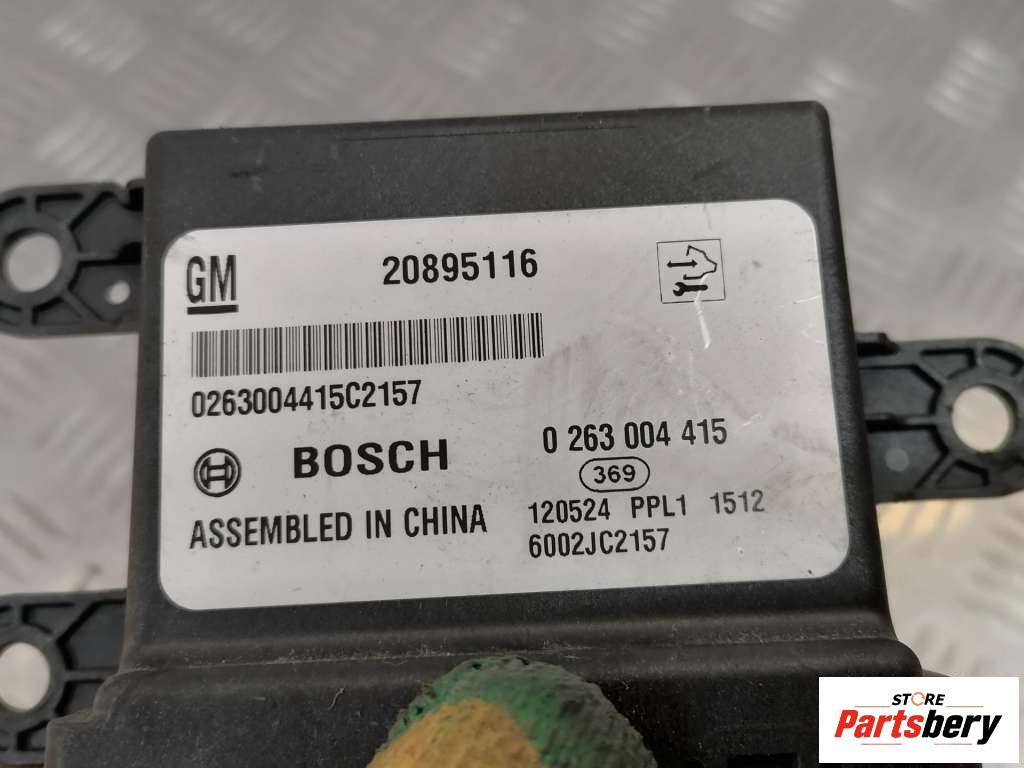 GM 20895116
0263004415C2157
BOSCH 0 263 004 415
369
ASSEMBLED IN CHINA 120524 PPL1 1512
6002JC2157
STORE
Partsbery